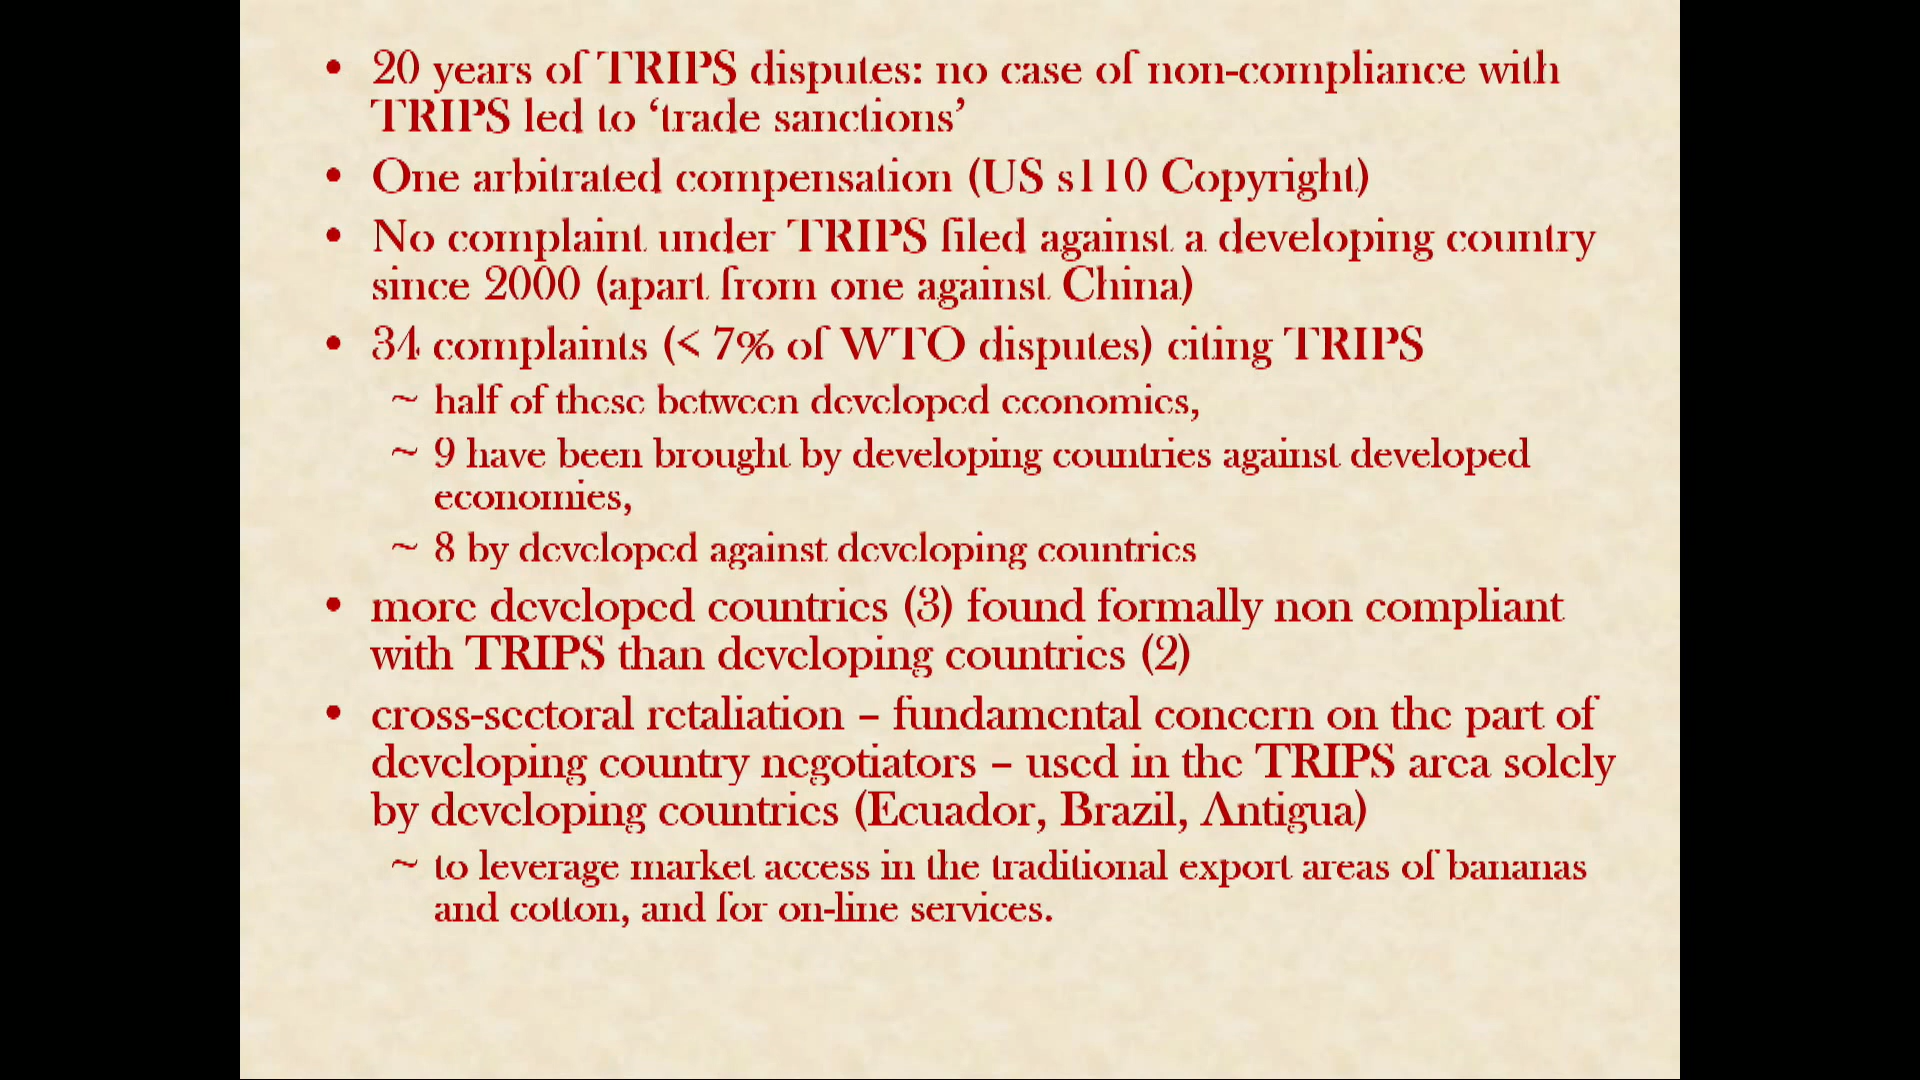 • 20 years of TRIPS disputes: no case of non-compliance with
TRIPS led to ‘trade sanctions’
• One arbitrated compensation (US s110 Copyright)
• No complaint under TRIPS filed against a developing country
since 2000 (apart from one against China)
• 34 complaints (< 7% of WTO disputes) citing TRIPS
~ half of these between developed economies,
~ 9 have been brought by developing countries against developed
economies,
~ 8 by developed against developing countries
• more developed countries (3) found formally non compliant
with TRIPS than developing countries (2)
• cross-sectoral retaliation – fundamental concern on the part of
developing country negotiators – used in the TRIPS area solely
by developing countries (Ecuador, Brazil, Antigua)
~ to leverage market access in the traditional export areas of bananas
and cotton, and for on-line services.